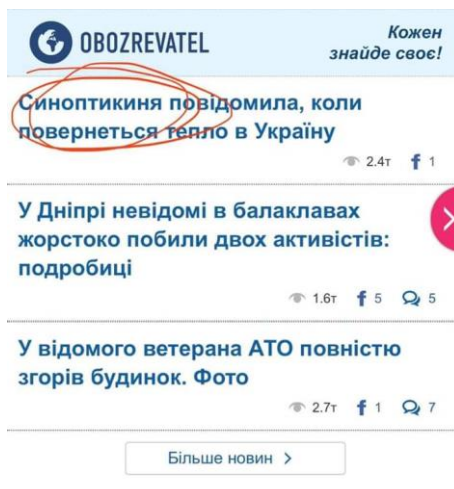 OBOZREVATEL
Кожен
знайде своє!
Синоптикиня повідомила, коли
повернеться тепло в Україну
2.4т 1
У Дніпрі невідомі в балаклавах
жорстоко побили двох активістів:
подробиці
1.6т 5 5
У відомого ветерана АТО повністю
згорів будинок. Фото
2.7т 1 7
Більше новин